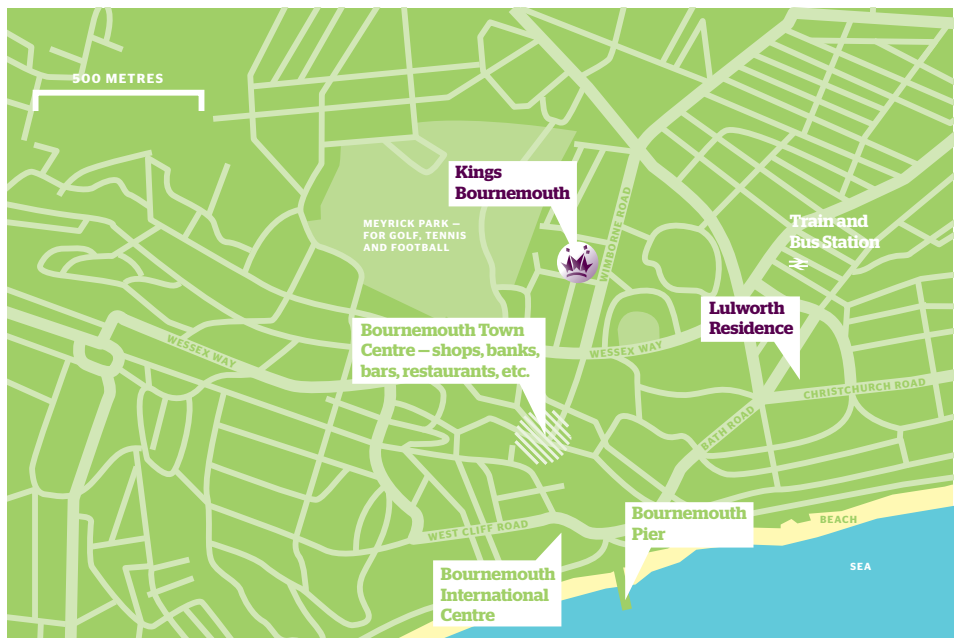 500 METRES
Kings
Bournemouth
WIMBORNE ROAD
MEYRICK PARK —
FOR GOLF, TENNIS
AND FOOTBALL
Train and
Bus Station
Lulworth
Residence
Bournemouth Town
Centre — shops, banks,
bars, restaurants, etc.
WESSEX WAY
WESSEX WAY
CHRISTCHURCH ROAD
BATH ROAD
WEST CLIFF ROAD
Bournemouth
Pier
BEACH
SEA
Bournemouth
International
Centre